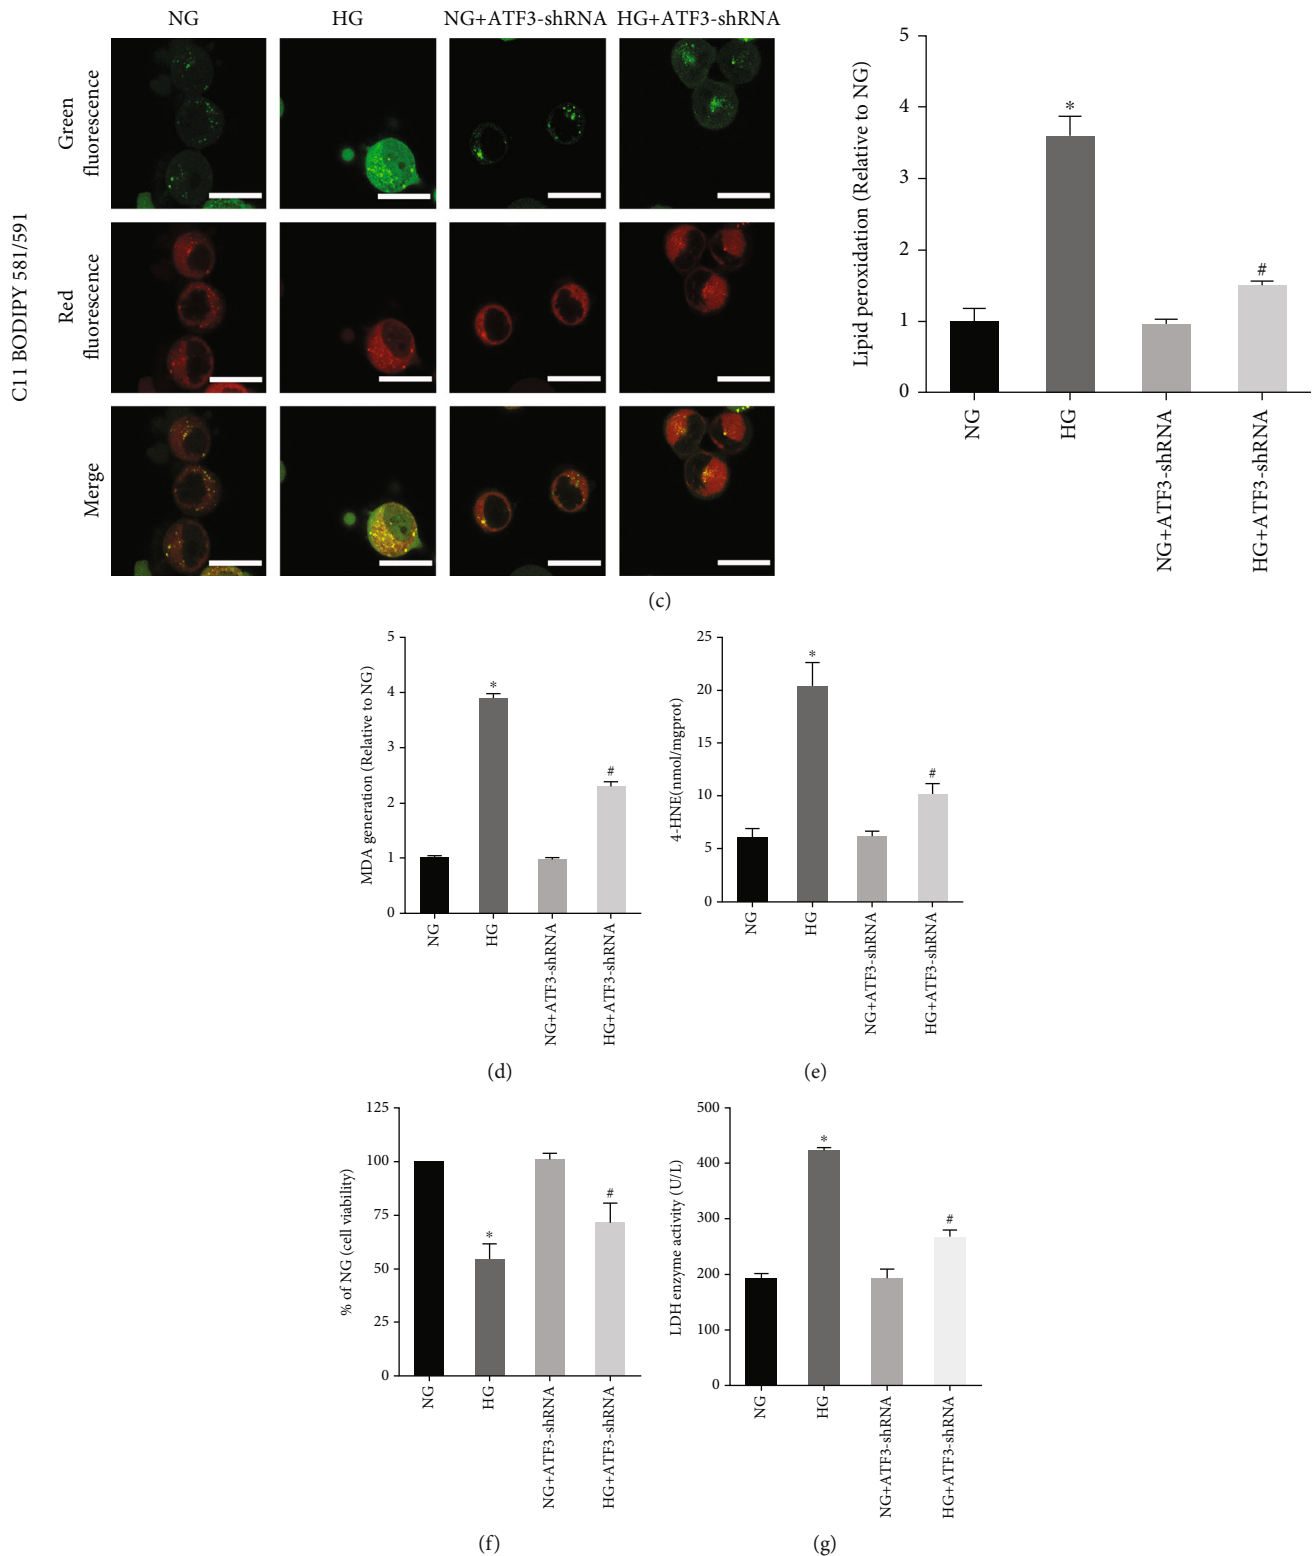 NG HG NG+ATF3-shRNA HG+ATF3-shRNA
C11 BODIPY 581/591
Green
fluorescence
Red
fluorescence
Merge
Lipid peroxidation (Relative to NG)
5
4
3
2
1
0
*
#
NG
HG
NG+ATF3-shRNA
HG+ATF3-shRNA
(c)
MDA generation (Relative to NG)
5
4
3
2
1
0
*
#
NG
HG
NG+ATF3-shRNA
HG+ATF3-shRNA
(d)
4-HNE(nmol/mgprot)
25
20
15
10
5
0
*
#
NG
HG
NG+ATF3-shRNA
HG+ATF3-shRNA
(e)
% of NG (cell viability)
125
100
75
50
25
0
*
#
NG
HG
NG+ATF3-shRNA
HG+ATF3-shRNA
(f)
LDH enzyme activity (U/L)
500
400
300
200
100
0
*
#
NG
HG
NG+ATF3-shRNA
HG+ATF3-shRNA
(g)